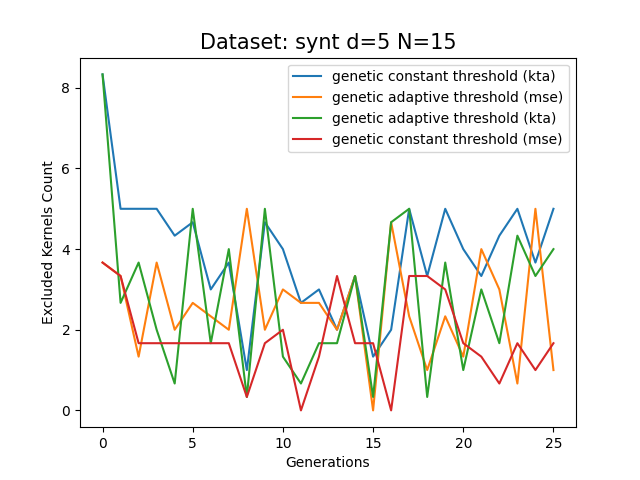 Dataset: synt d=5 N=15
genetic constant threshold (kta)
genetic adaptive threshold (mse)
genetic adaptive threshold (kta)
genetic constant threshold (mse)
Excluded Kernels Count
8
6
4
2
0
0 5 10 15 20 25
Generations